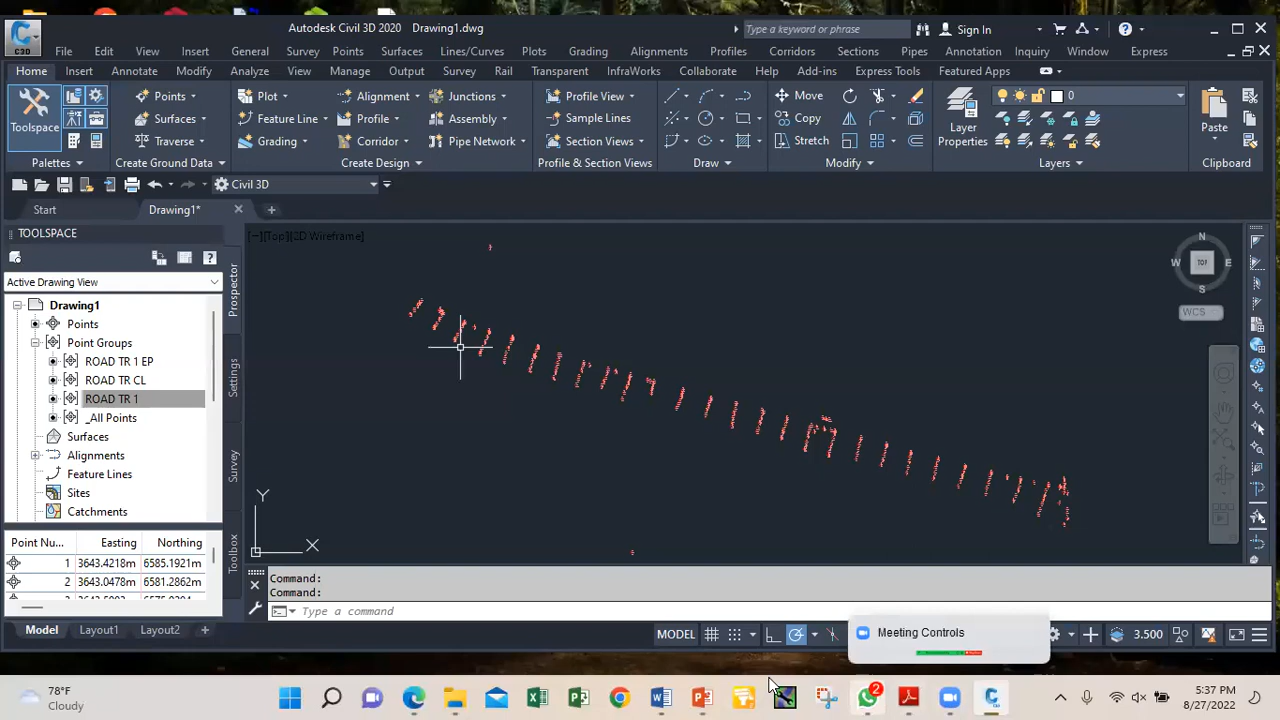 Autodesk Civil 3D 2020 Drawing1.dwg Type a keyword or phrase Sign In
C3D
File Edit View Insert General Survey Points Surfaces Lines/Curves Plots Grading Alignments Profiles Corridors Sections Pipes Annotation Inquiry Window Express
Home Insert Annotate Modify Analyze View Manage Output Survey Rail Transparent InfraWorks Collaborate Help Add-ins Express Tools Featured Apps
Toolspace Points Plot Alignment Junctions Profile View Move Layer Properties 0 Paste
Surfaces Feature Line Profile Assembly Sample Lines Copy
Traverse Grading Corridor Pipe Network Section Views Stretch
Palettes Create Ground Data Create Design Profile & Section Views Draw Modify Layers Clipboard
Civil 3D
Start Drawing1*
TOOLSPACE
[−][Top][2D Wireframe]
N
W TOP E
S
WCS
Active Drawing View
Drawing1
Points
Point Groups
ROAD TR 1 EP
ROAD TR CL
ROAD TR 1
_All Points
Surfaces
Alignments
Feature Lines
Sites
Catchments
Prospector
Settings
Survey
Toolbox
Point Nu... Easting Northing
1 3643.4218m 6585.1921m
2 3643.0478m 6581.2862m
Y
X
Command:
Command:
Type a command
Model Layout1 Layout2 +
MODEL 3.500
Meeting Controls
78°F
Cloudy
2
5:37 PM
8/27/2022